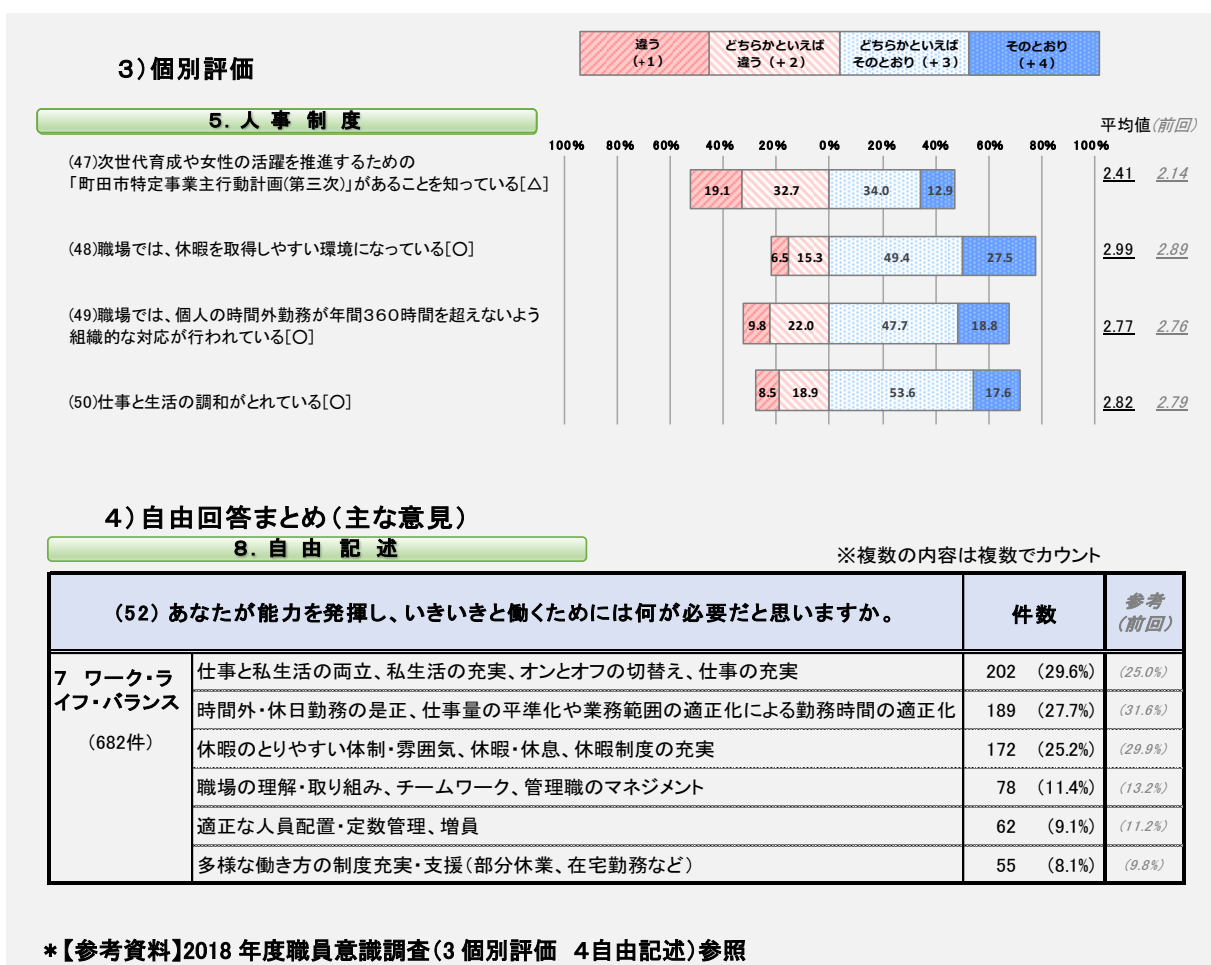 3)個別評価
違う
(+1)
どちらかといえば
違う(+2)
どちらかといえば
そのとおり(+3)
そのとおり
(+4)
5.人 事 制 度
平均値(前回)
100% 80% 60% 40% 20% 0% 20% 40% 60% 80% 100%
(47)次世代育成や女性の活躍を推進するための
「町田市特定事業主行動計画(第三次)」があることを知っている[△]
19.1 32.7 34.0 12.9
2.41 2.14
(48)職場では、休暇を取得しやすい環境になっている[○]
6.5 15.3 49.4 27.5
2.99 2.89
(49)職場では、個人の時間外勤務が年間360時間を超えないよう
組織的な対応が行われている[○]
9.8 22.0 47.7 18.8
2.77 2.76
(50)仕事と生活の調和がとれている[○]
8.5 18.9 53.6 17.6
2.82 2.79
4)自由回答まとめ(主な意見)
8.自 由 記 述
※複数の内容は複数でカウント
(52) あなたが能力を発揮し、いきいきと働くためには何が必要だと思いますか。
件数
参考
(前回)
7 ワーク・ラ
イフ・バランス
(682件)
仕事と私生活の両立、私生活の充実、オンとオフの切替え、仕事の充実 202 (29.6%) (25.0%)
時間外・休日勤務の是正、仕事量の平準化や業務範囲の適正化による勤務時間の適正化 189 (27.7%) (31.6%)
休暇のとりやすい体制・雰囲気、休暇・休息、休暇制度の充実 172 (25.2%) (29.9%)
職場の理解・取り組み、チームワーク、管理職のマネジメント 78 (11.4%) (13.2%)
適正な人員配置・定数管理、増員 62 (9.1%) (11.2%)
多様な働き方の制度充実・支援(部分休業、在宅勤務など) 55 (8.1%) (9.8%)
*【参考資料】2018 年度職員意識調査(3 個別評価 4自由記述)参照